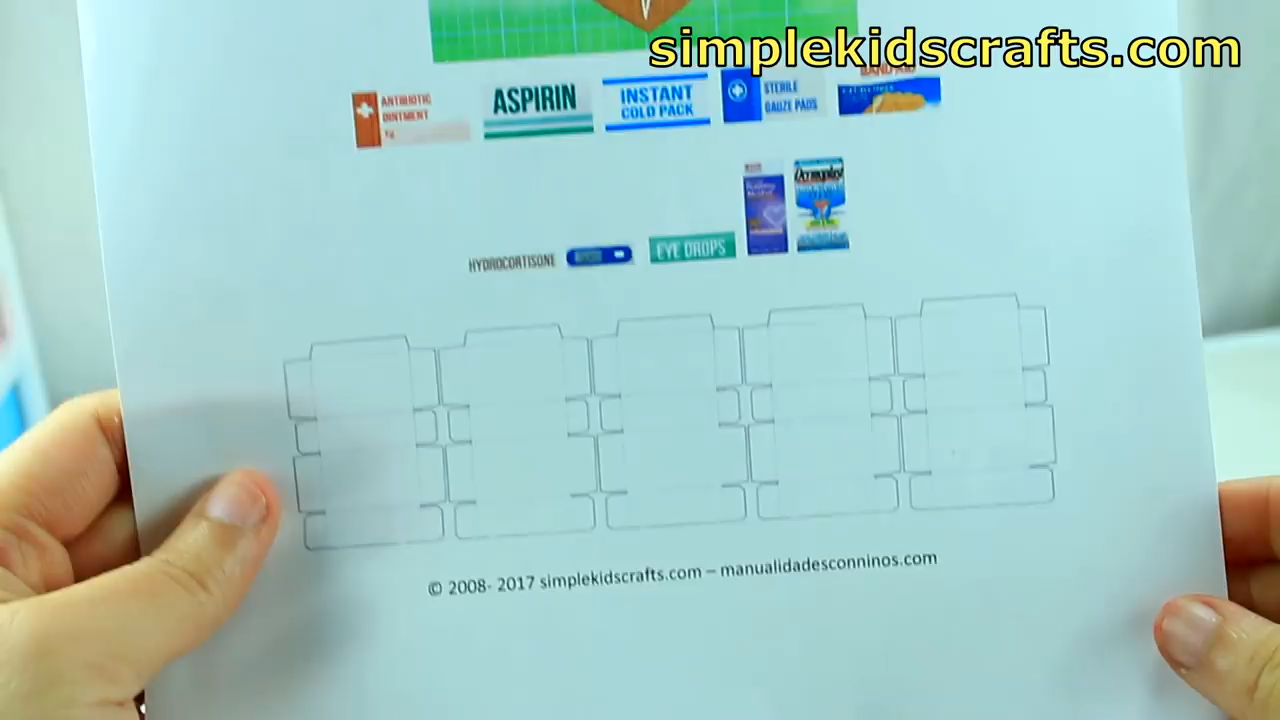 simplekidscrafts.com
ANTIBIOTIC
OINTMENT
ASPIRIN
INSTANT
COLD PACK
STERILE
GAUZE PADS
BAND-AID
HYDROCORTISONE
EYE DROPS
© 2008- 2017 simplekidscrafts.com – manualidadesconninos.com